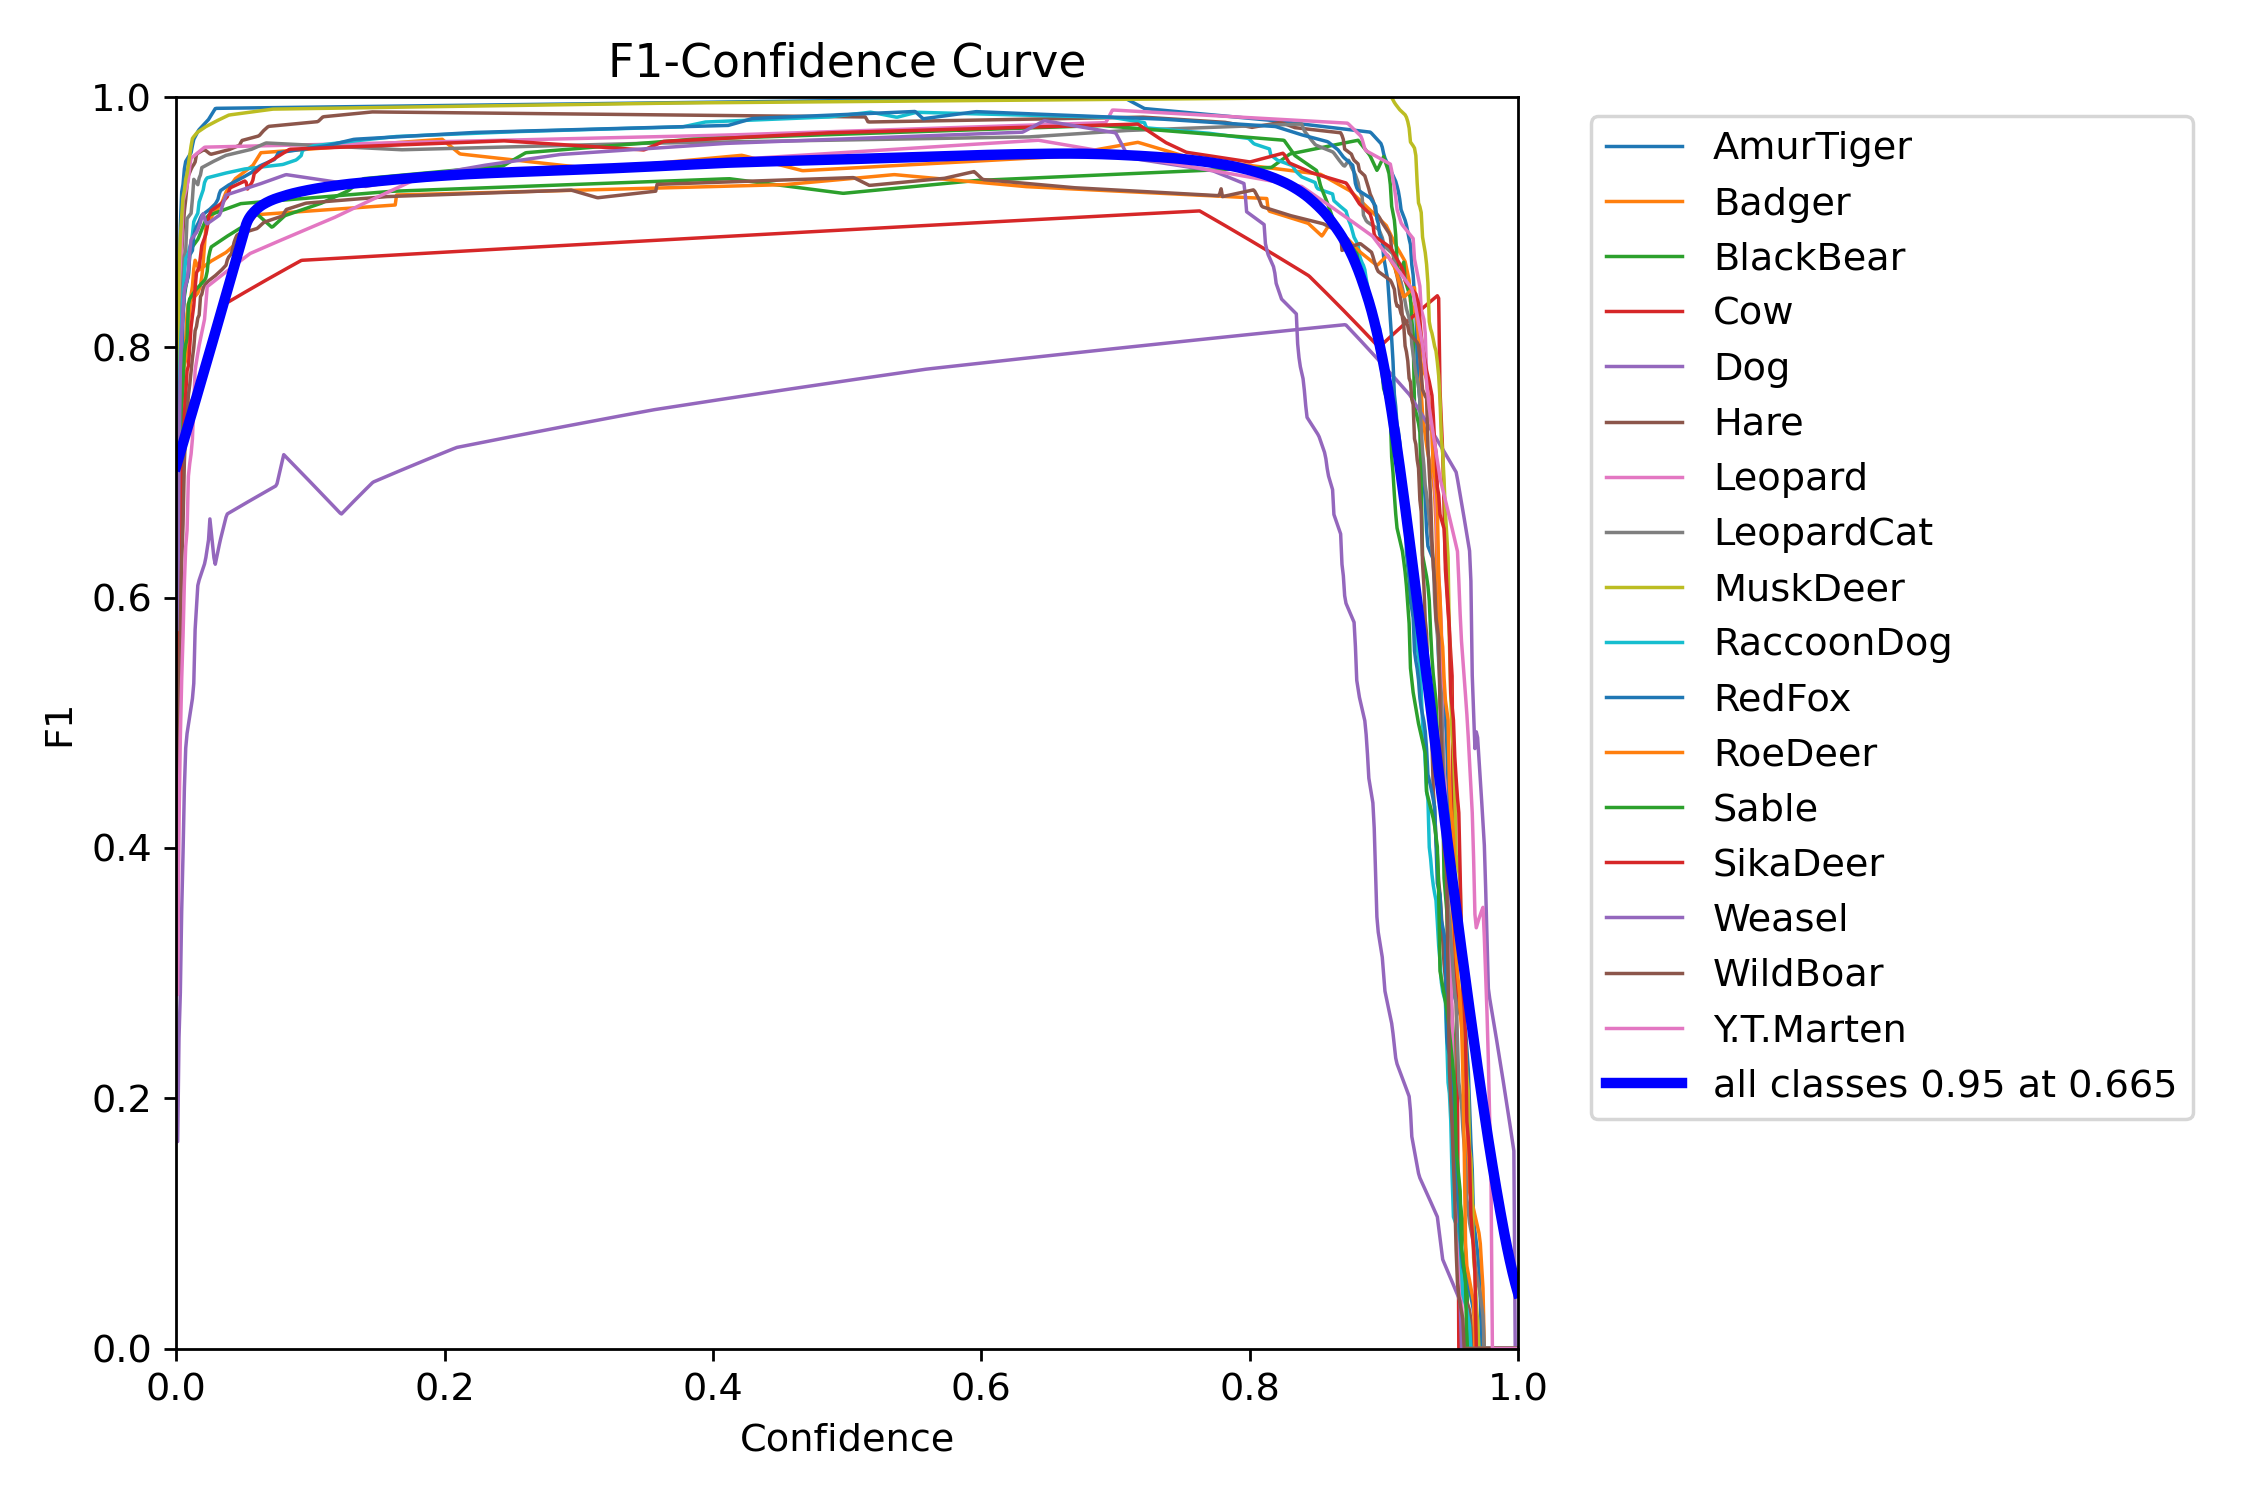 F1-Confidence Curve
1.0
0.8
0.6
0.4
0.2
0.0
F1
0.0 0.2 0.4 0.6 0.8 1.0
Confidence
AmurTiger
Badger
BlackBear
Cow
Dog
Hare
Leopard
LeopardCat
MuskDeer
RaccoonDog
RedFox
RoeDeer
Sable
SikaDeer
Weasel
WildBoar
Y.T.Marten
all classes 0.95 at 0.665